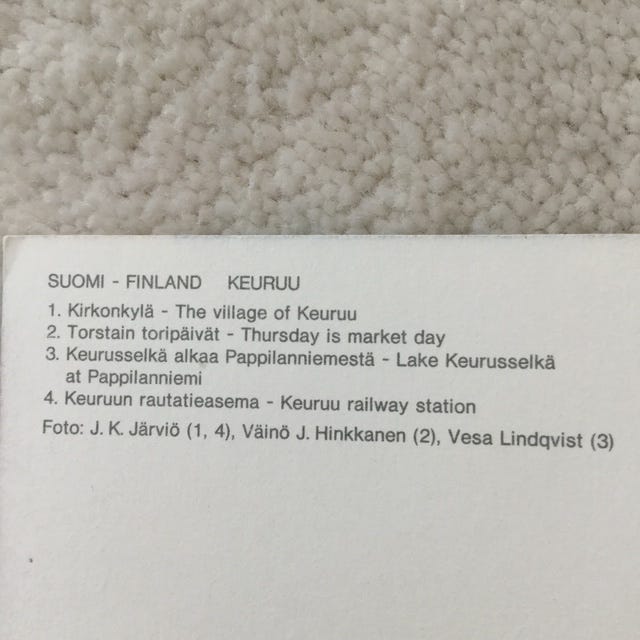 SUOMI - FINLAND KEURUU
1. Kirkonkylä - The village of Keuruu
2. Torstain toripäivät - Thursday is market day
3. Keurusselkä alkaa Pappilanniemestä - Lake Keurusselkä
at Pappilanniemi
4. Keuruun rautatieasema - Keuruu railway station
Foto: J. K. Järviö (1, 4), Väinö J. Hinkkanen (2), Vesa Lindqvist (3)